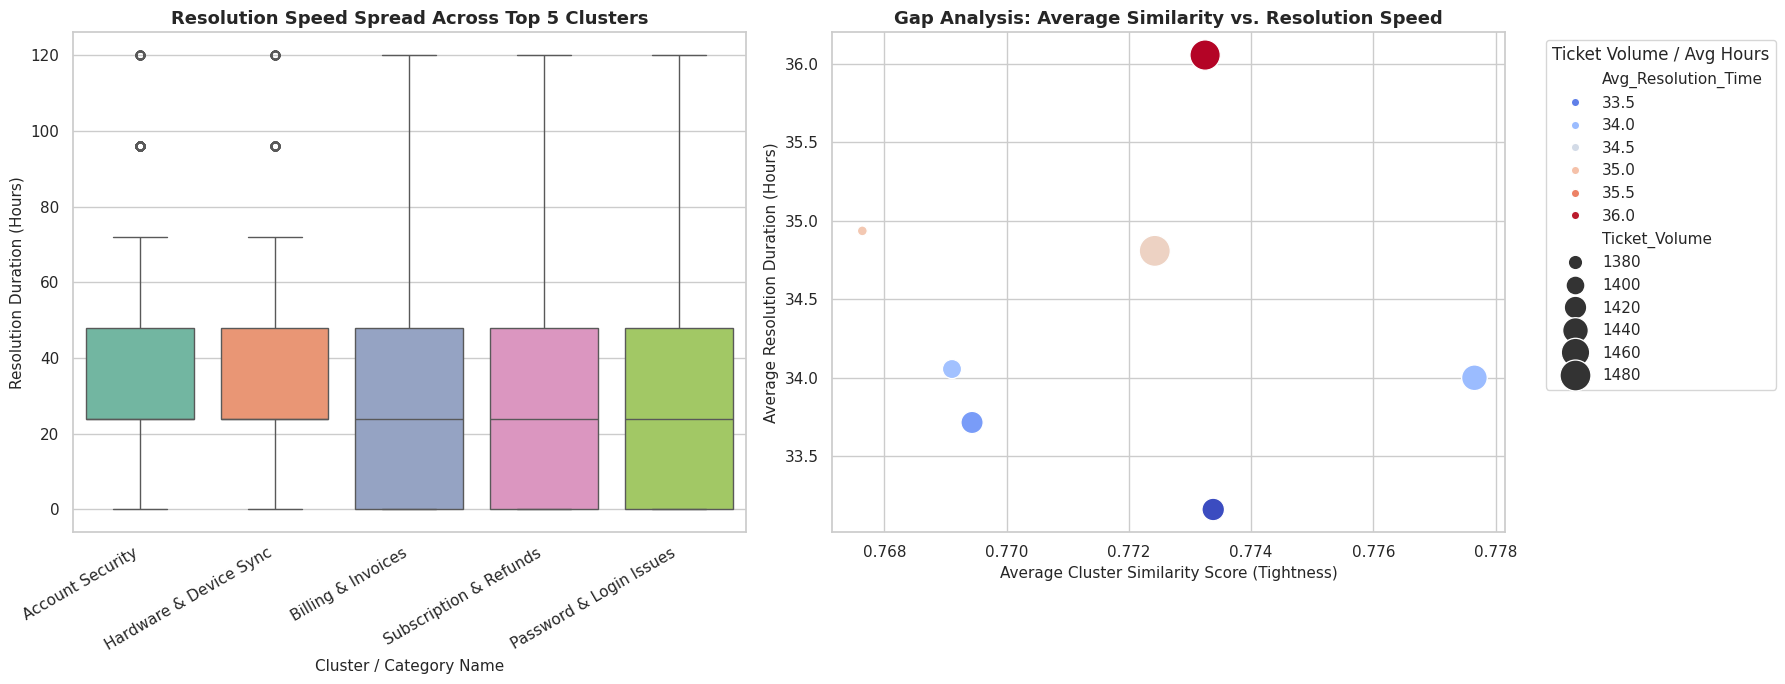 Resolution Speed Spread Across Top 5 Clusters
Resolution Duration (Hours)
120
100
80
60
40
20
0
Account Security
Hardware & Device Sync
Billing & Invoices
Subscription & Refunds
Password & Login Issues
Cluster / Category Name
Gap Analysis: Average Similarity vs. Resolution Speed
Average Resolution Duration (Hours)
36.0
35.5
35.0
34.5
34.0
33.5
0.768
0.770
0.772
0.774
0.776
0.778
Average Cluster Similarity Score (Tightness)
Ticket Volume / Avg Hours
Avg_Resolution_Time
33.5
34.0
34.5
35.0
35.5
36.0
Ticket_Volume
1380
1400
1420
1440
1460
1480